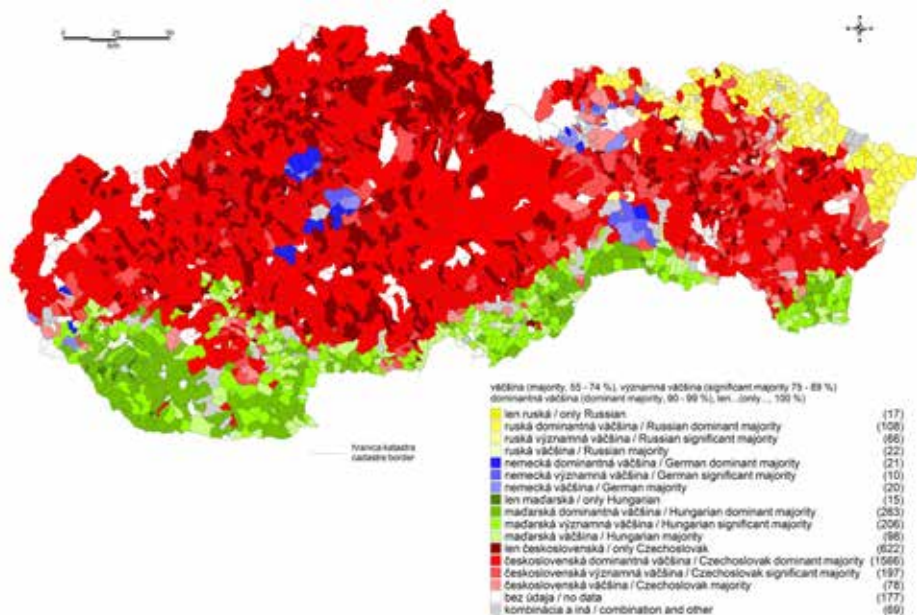 0 25 50
km
väčšina (majority, 55 - 74 %), významná väčšina (significant majority 75 - 89 %)
dominantná väčšina (dominant majority, 90 - 99 %), len...(only..., 100 %)
len ruská / only Russian (17)
ruská dominantná väčšina / Russian dominant majority (108)
ruská významná väčšina / Russian significant majority (66)
ruská väčšina / Russian majority (22)
nemecká dominantná väčšina / German dominant majority (21)
nemecká významná väčšina / German significant majority (10)
nemecká väčšina / German majority (20)
len maďarská / only Hungarian (15)
maďarská dominantná väčšina / Hungarian dominant majority (263)
maďarská významná väčšina / Hungarian significant majority (206)
maďarská väčšina / Hungarian majority (98)
len československá / only Czechoslovak (622)
československá dominantná väčšina / Czechoslovak dominant majority (1566)
československá významná väčšina / Czechoslovak significant majority (197)
československá väčšina / Czechoslovak majority (78)
bez údaja / no data (177)
kombinácia a iná / combination and other (69)
hranica katastra
cadastre border